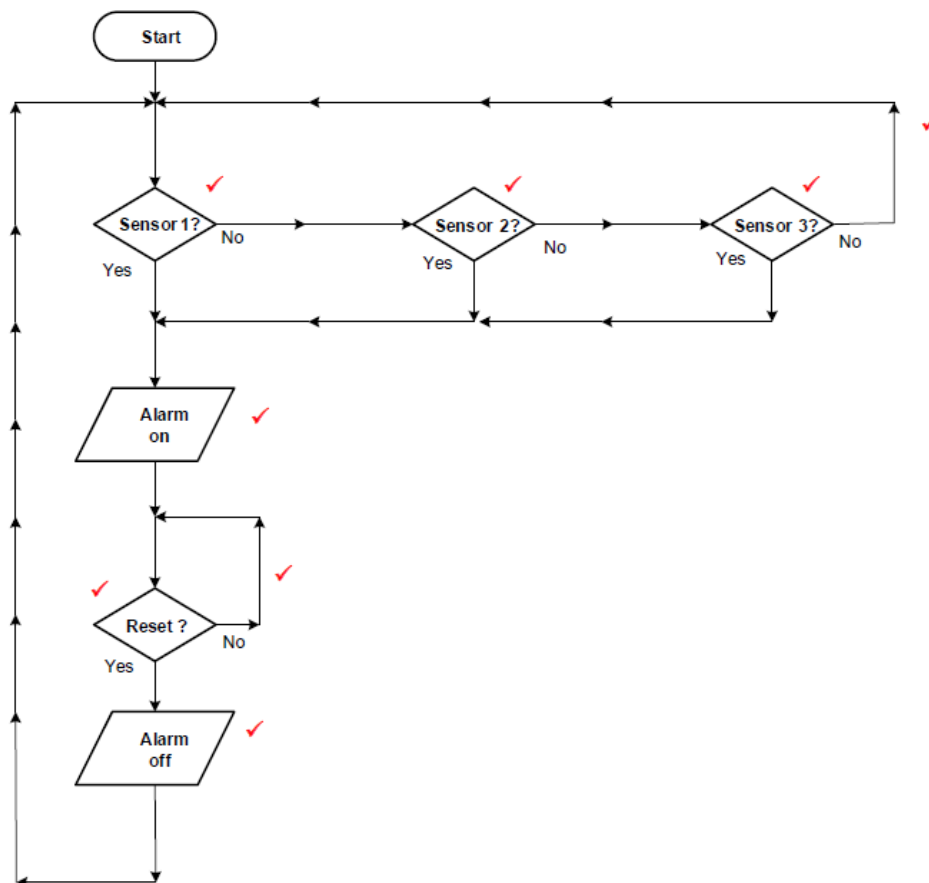 Start
Sensor 1?
No
Yes
Sensor 2?
No
Yes
Sensor 3?
No
Yes
Alarm
on
Reset ?
No
Yes
Alarm
off